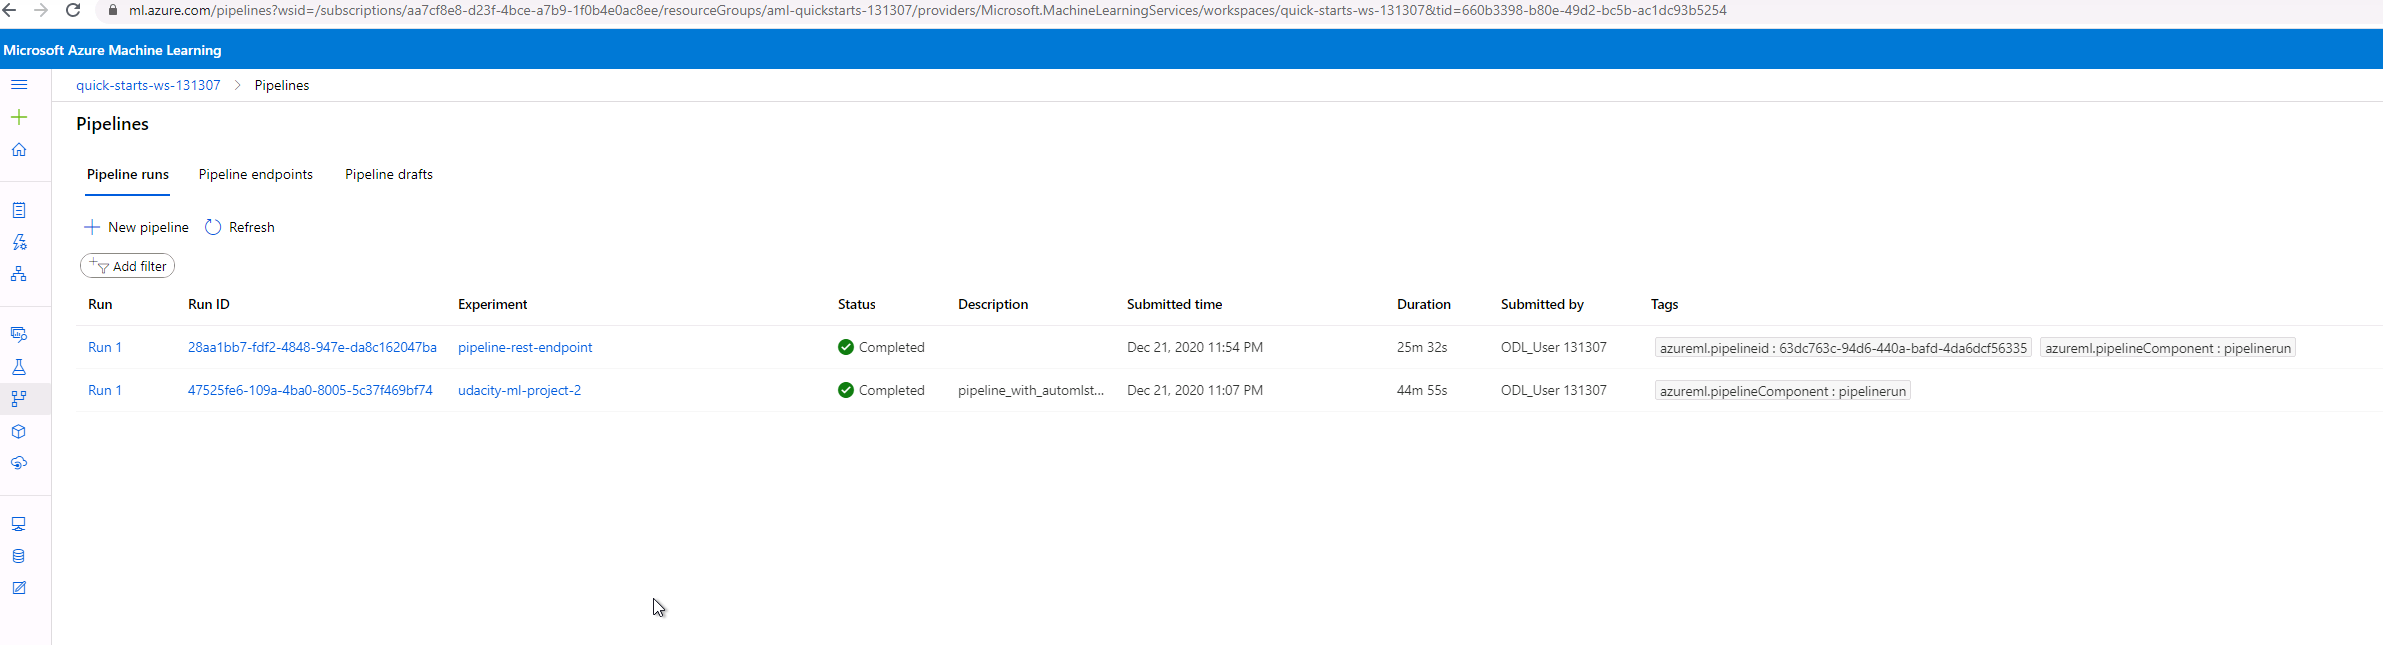 ml.azure.com/pipelines?wsid=/subscriptions/aa7cf8e8-d23f-4bce-a7b9-1f0b4e0ac8ee/resourceGroups/aml-quickstarts-131307/providers/Microsoft.MachineLearningServices/workspaces/quick-starts-ws-131307&tid=660b3398-b80e-49d2-bc5b-ac1dc93b5254
Microsoft Azure Machine Learning
quick-starts-ws-131307 > Pipelines
Pipelines
Pipeline runs Pipeline endpoints Pipeline drafts
New pipeline Refresh
Add filter
Run Run ID Experiment Status Description Submitted time Duration Submitted by Tags
Run 1 28aa1bb7-fdf2-4848-947e-da8c162047ba pipeline-rest-endpoint Completed Dec 21, 2020 11:54 PM 25m 32s ODL_User 131307 azureml.pipelineid : 63dc763c-94d6-440a-bafd-4da6dcf56335 azureml.pipelineComponent : pipelinerun
Run 1 47525fe6-109a-4ba0-8005-5c37f469bf74 udacity-ml-project-2 Completed pipeline_with_automlst... Dec 21, 2020 11:07 PM 44m 55s ODL_User 131307 azureml.pipelineComponent : pipelinerun